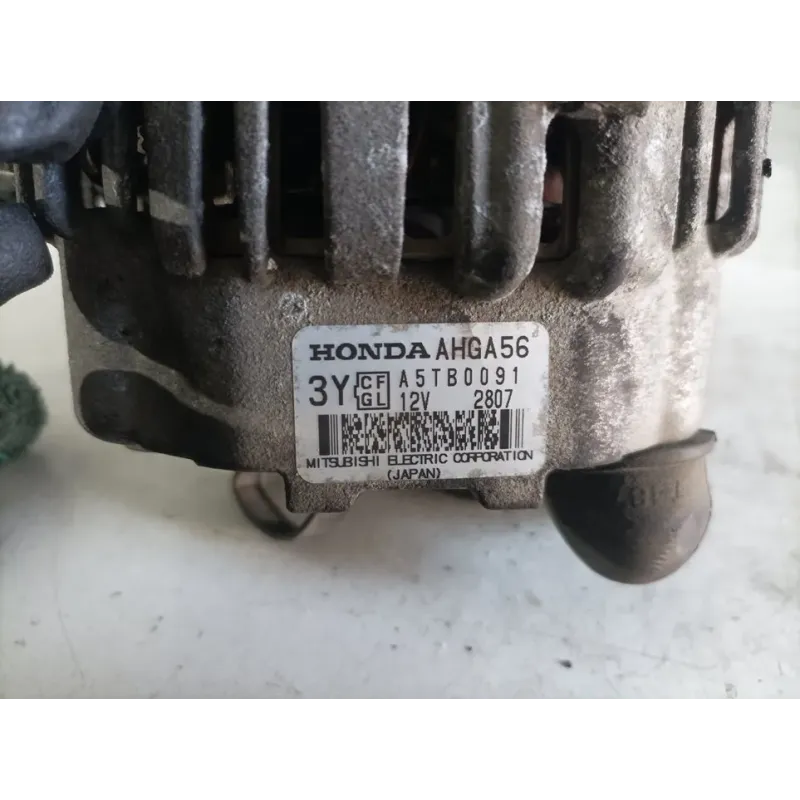 HONDA AHGA56
3Y CF GL A5TB0091
12V 2807
MITSUBISHI ELECTRIC CORPORATION
(JAPAN)